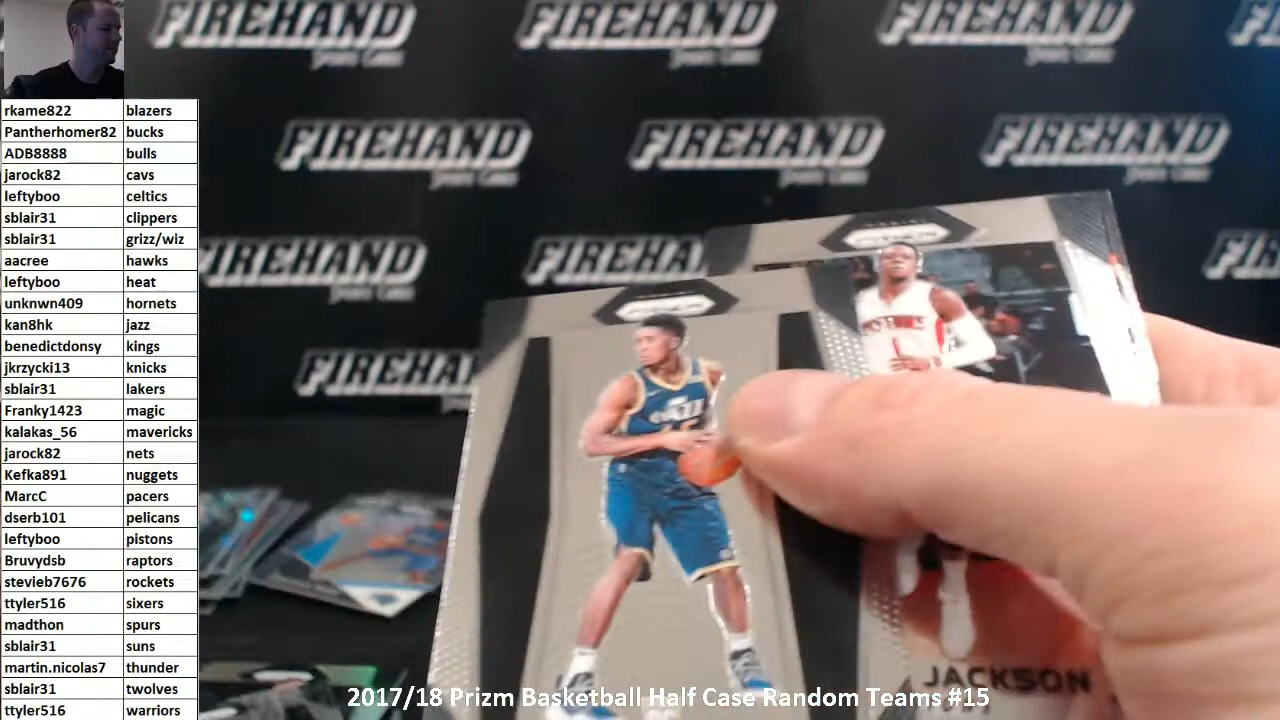 FIREHAND FIREHAND FIREHAND
FIREHAND FIREHAND FIREHAND
FIREHAND FIREHAND
FIREHAND
rkame822 blazers
Pantherhomer82 bucks
ADB8888 bulls
jarock82 cavs
leftyboo celtics
sblair31 clippers
sblair31 grizz/wiz
aacree hawks
leftyboo heat
unknwn409 hornets
kan8hk jazz
benedictdonsy kings
jkrzycki13 knicks
sblair31 lakers
Franky1423 magic
kalakas_56 mavericks
jarock82 nets
Kefka891 nuggets
MarcC pacers
dserb101 pelicans
leftyboo pistons
Bruvydsb raptors
stevieb7676 rockets
ttyler516 sixers
madthon spurs
sblair31 suns
martin.nicolas7 thunder
sblair31 twolves
ttyler516 warriors
PISTONS
1
JACKSON
2017/18 Prizm Basketball Half Case Random Teams #15